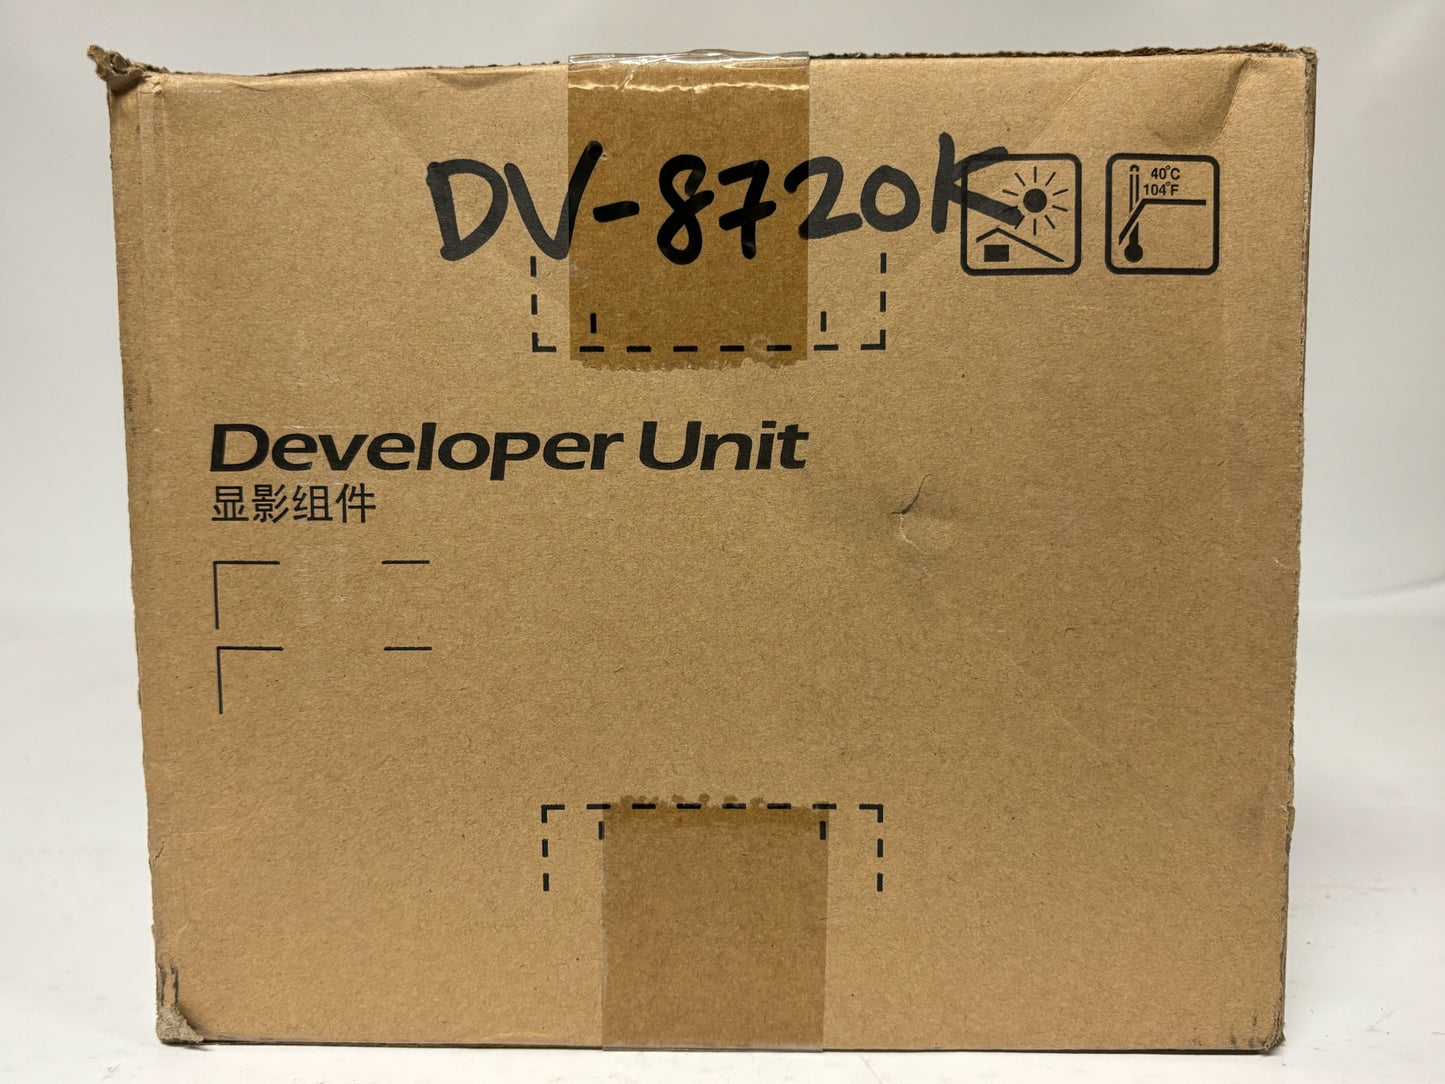 DV-8720K
40°C
104°F
Developer Unit
显影组件